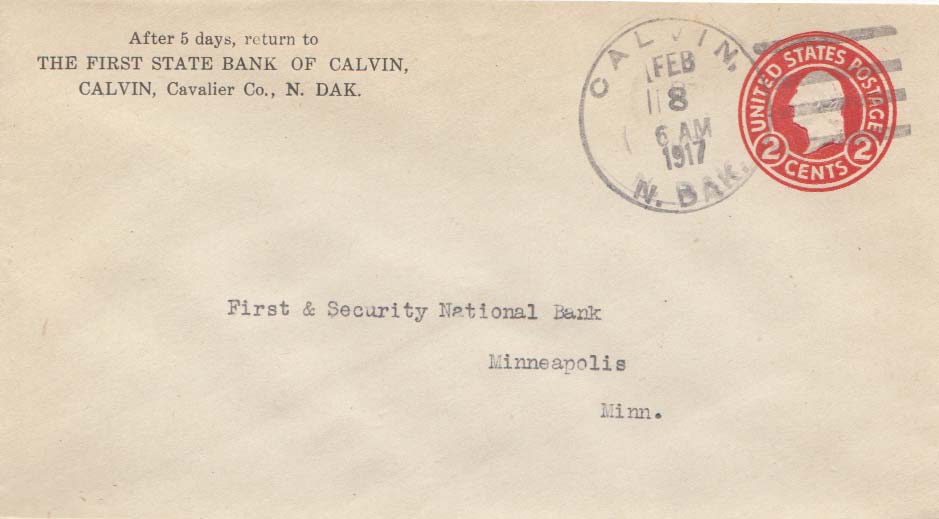 After 5 days, return to
THE FIRST STATE BANK OF CALVIN,
CALVIN, Cavalier Co., N. DAK.
CALVIN,
FEB
8
6 AM
1917
N. DAK.
UNITED STATES POSTAGE
2 CENTS 2
First & Security National Bank
Minneapolis
Minn.